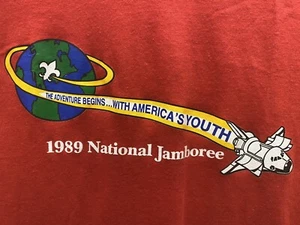 THE ADVENTURE BEGINS...WITH AMERICA'S YOUTH
1989 National Jamboree